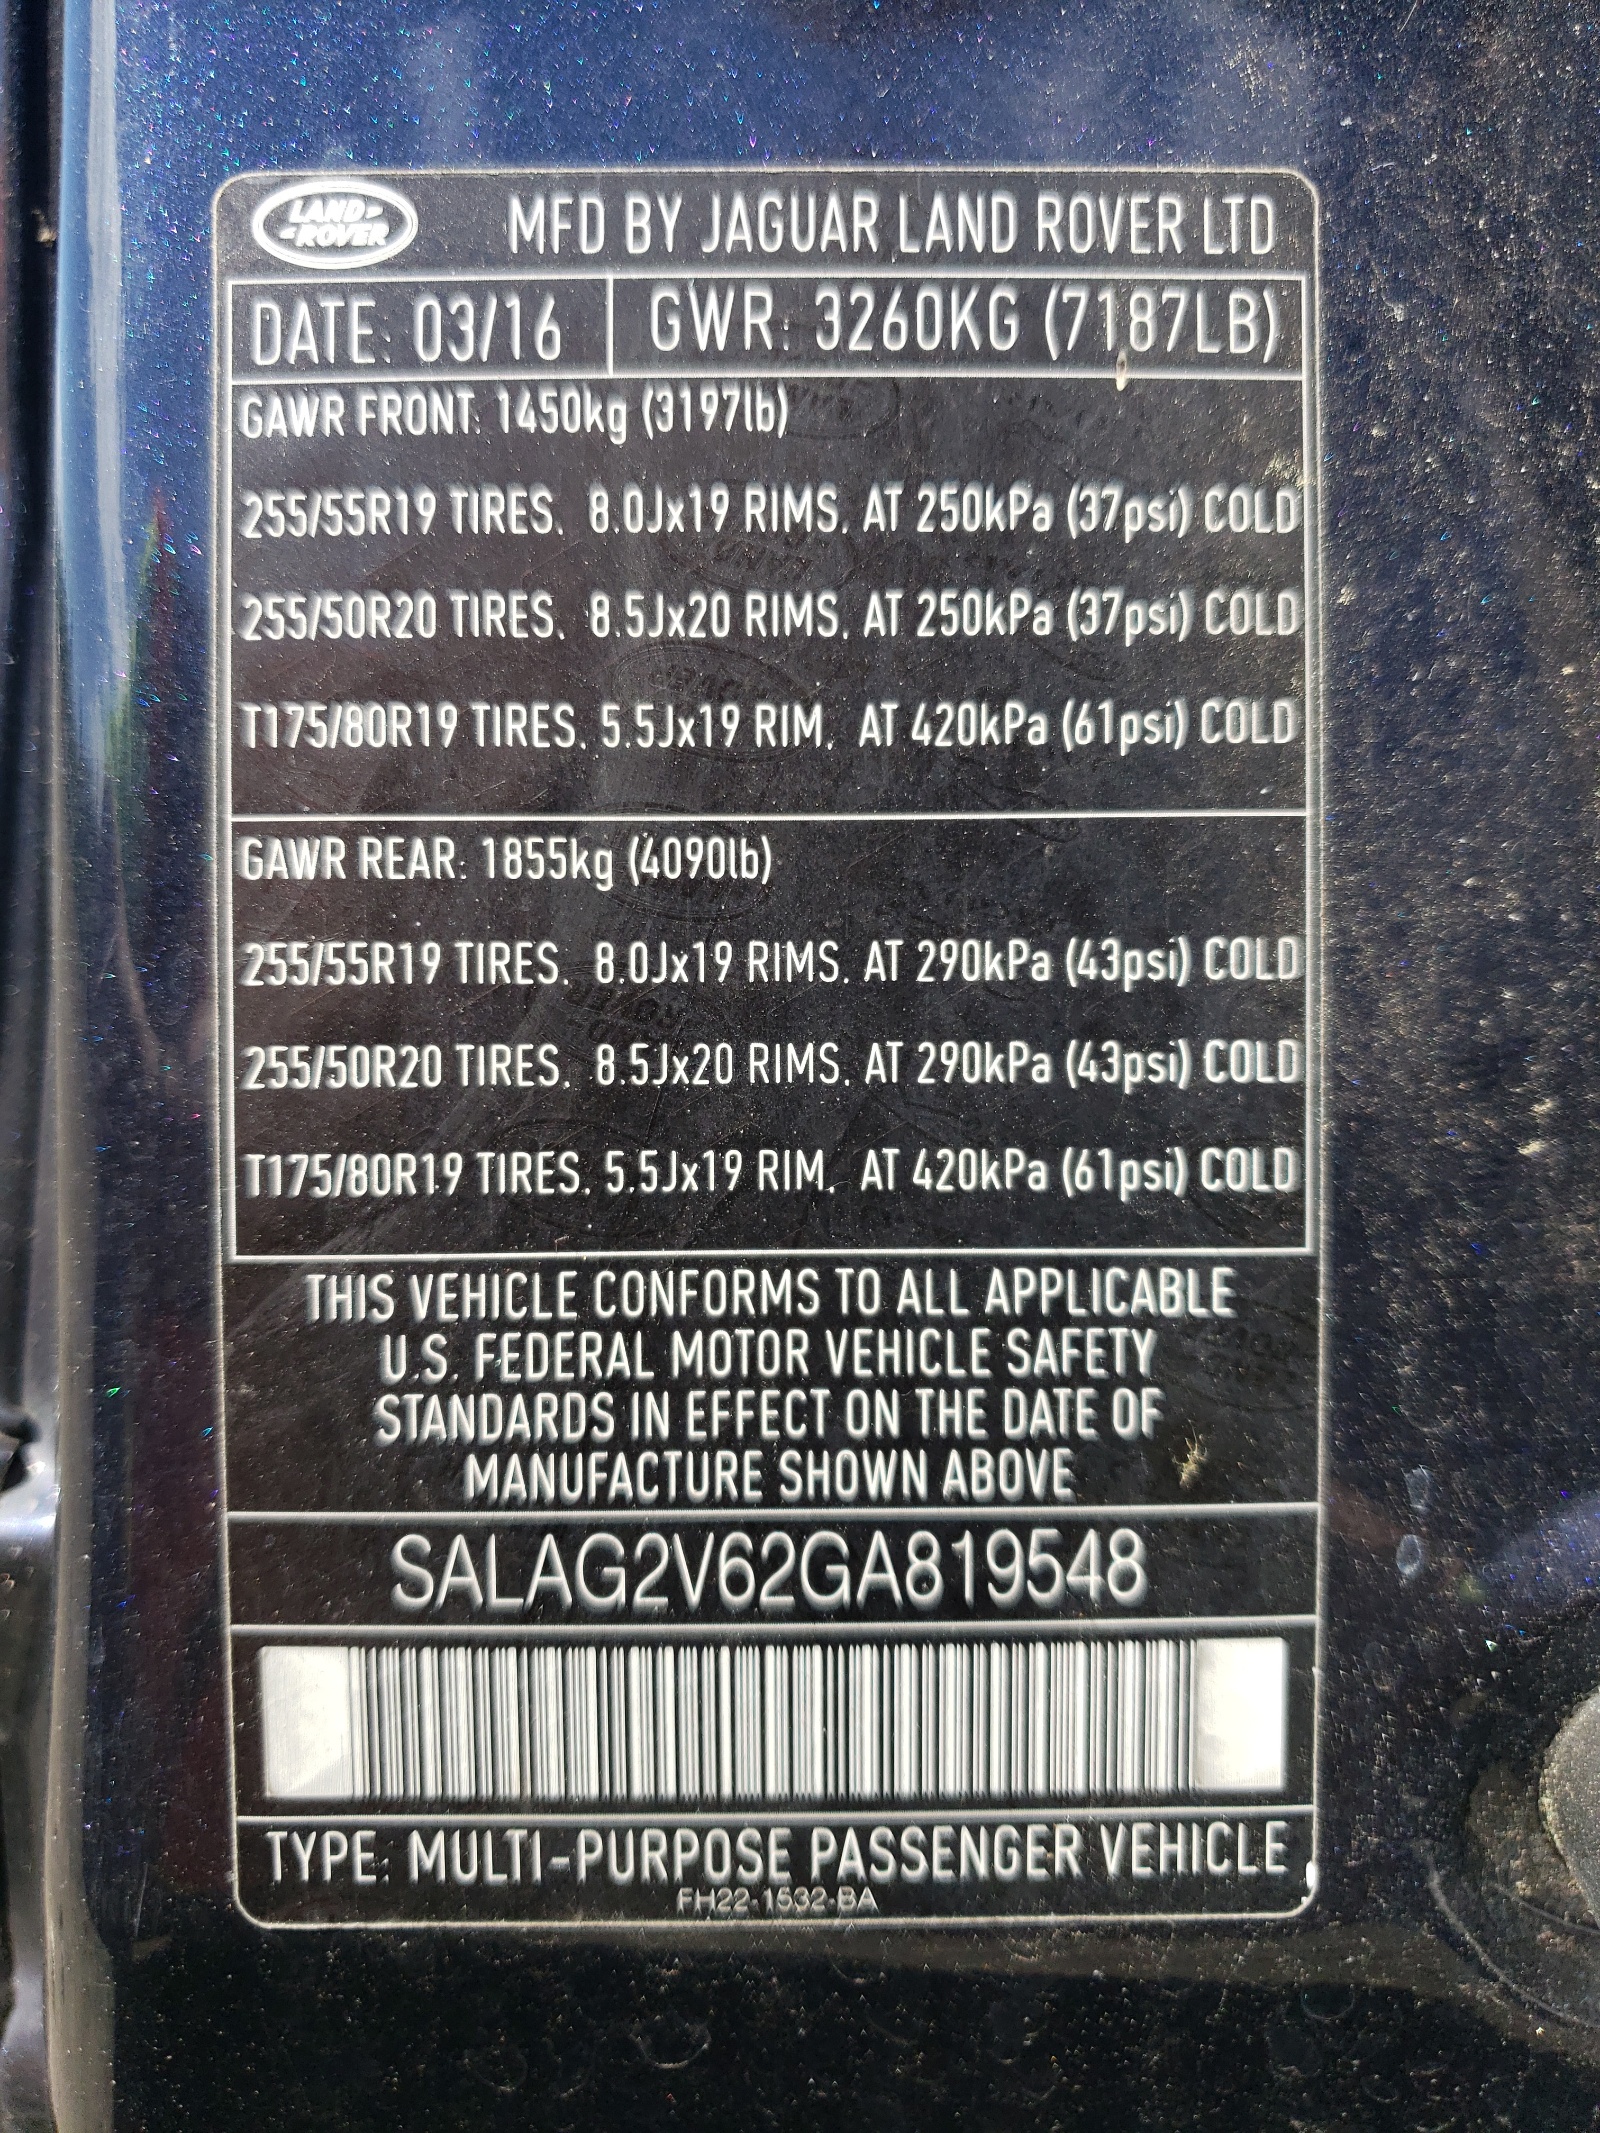 LAND-
-ROVER
MFD BY JAGUAR LAND ROVER LTD
DATE: 03/16
GWR: 3260KG (7187LB)
GAWR FRONT: 1450kg (3197lb)
255/55R19 TIRES, 8.0Jx19 RIMS, AT 250kPa (37psi) COLD
255/50R20 TIRES, 8.5Jx20 RIMS, AT 250kPa (37psi) COLD
T175/80R19 TIRES, 5.5Jx19 RIM, AT 420kPa (61psi) COLD
GAWR REAR: 1855kg (4090lb)
255/55R19 TIRES, 8.0Jx19 RIMS, AT 290kPa (43psi) COLD
255/50R20 TIRES, 8.5Jx20 RIMS, AT 290kPa (43psi) COLD
T175/80R19 TIRES, 5.5Jx19 RIM, AT 420kPa (61psi) COLD
THIS VEHICLE CONFORMS TO ALL APPLICABLE
U.S. FEDERAL MOTOR VEHICLE SAFETY
STANDARDS IN EFFECT ON THE DATE OF
MANUFACTURE SHOWN ABOVE
SALAG2V62GA819548
TYPE: MULTI-PURPOSE PASSENGER VEHICLE
FH22-1532-BA